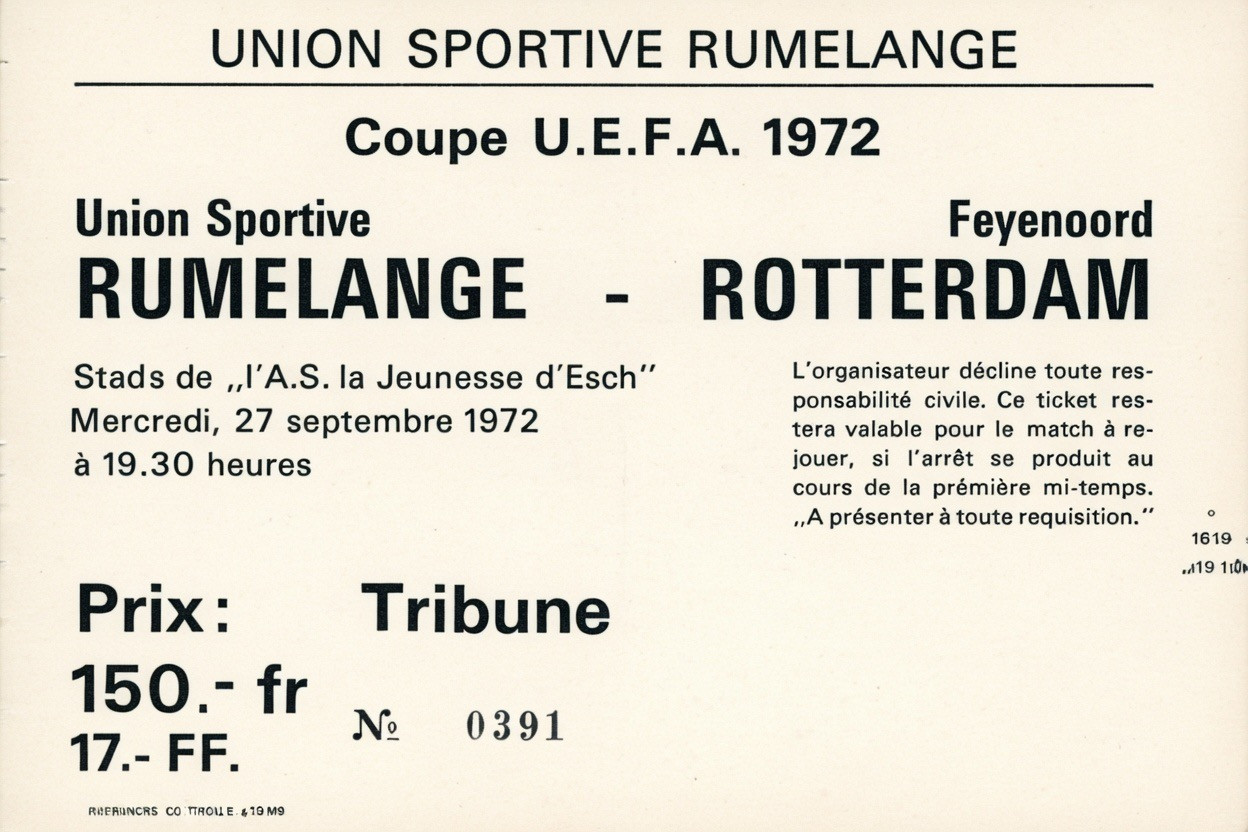 UNION SPORTIVE RUMELANGE
Coupe U.E.F.A. 1972
Union Sportive
RUMELANGE - 
Feyenoord
ROTTERDAM
Stads de „l'A.S. la Jeunesse d'Esch"
Mercredi, 27 septembre 1972
à 19.30 heures
L'organisateur décline toute res-
ponsabilité civile. Ce ticket res-
tera valable pour le match à re-
jouer, si l'arrêt se produit au
cours de la prémière mi-temps.
„A présenter à toute requisition."
1619
Prix: Tribune
150.- fr
17.- FF.
№ 0391